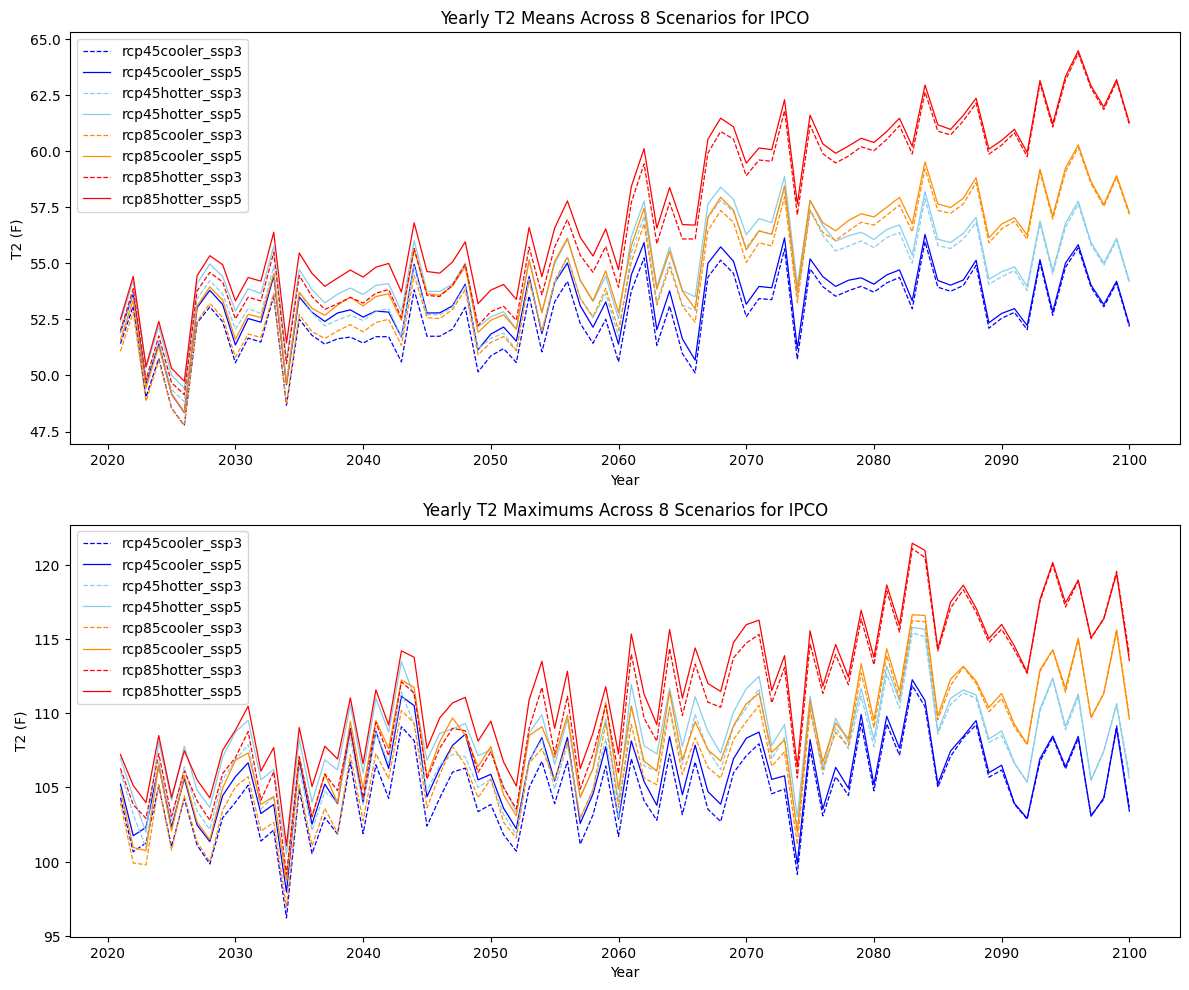 Yearly T2 Means Across 8 Scenarios for IPCO
65.0
62.5
60.0
57.5
55.0
52.5
50.0
47.5
T2 (F)
rcp45cooler_ssp3
rcp45cooler_ssp5
rcp45hotter_ssp3
rcp45hotter_ssp5
rcp85cooler_ssp3
rcp85cooler_ssp5
rcp85hotter_ssp3
rcp85hotter_ssp5
2020 2030 2040 2050 2060 2070 2080 2090 2100
Year
Yearly T2 Maximums Across 8 Scenarios for IPCO
120
115
110
105
100
95
T2 (F)
rcp45cooler_ssp3
rcp45cooler_ssp5
rcp45hotter_ssp3
rcp45hotter_ssp5
rcp85cooler_ssp3
rcp85cooler_ssp5
rcp85hotter_ssp3
rcp85hotter_ssp5
2020 2030 2040 2050 2060 2070 2080 2090 2100
Year